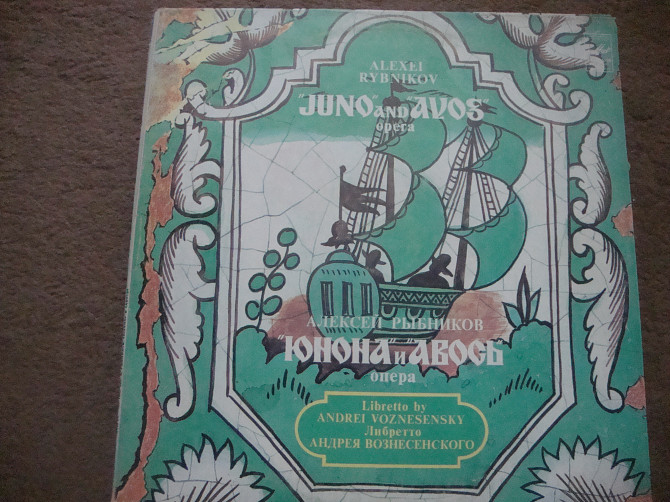 ALEXEI
RYBNIKOV
"JUNO" AND "AVOS"
opera
АЛЕКСЕЙ РЫБНИКОВ
"ЮНОНА" И "АВОСЬ"
опера
Libretto by
ANDREI VOZNESENSKY
Либретто
АНДРЕЯ ВОЗНЕСЕНСКОГО